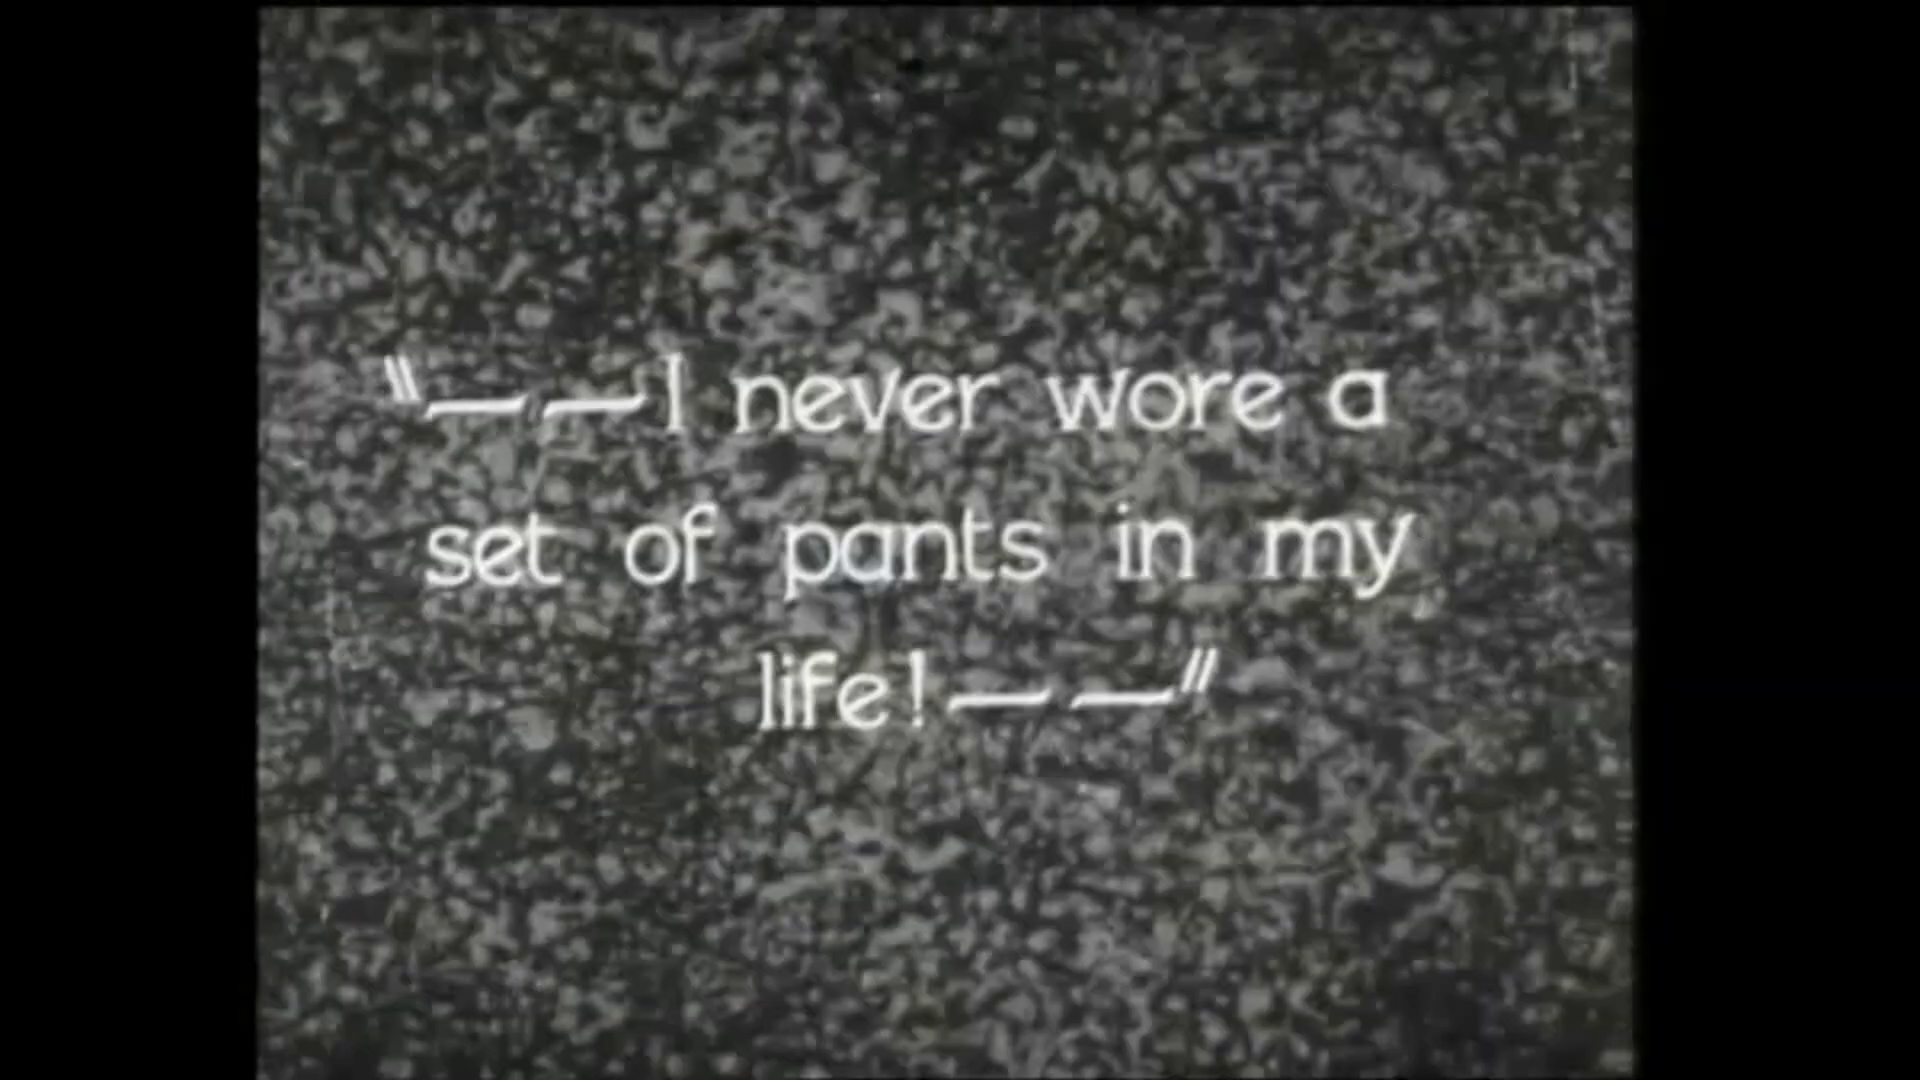 "— —I never wore a
set of pants in my
life!— —"